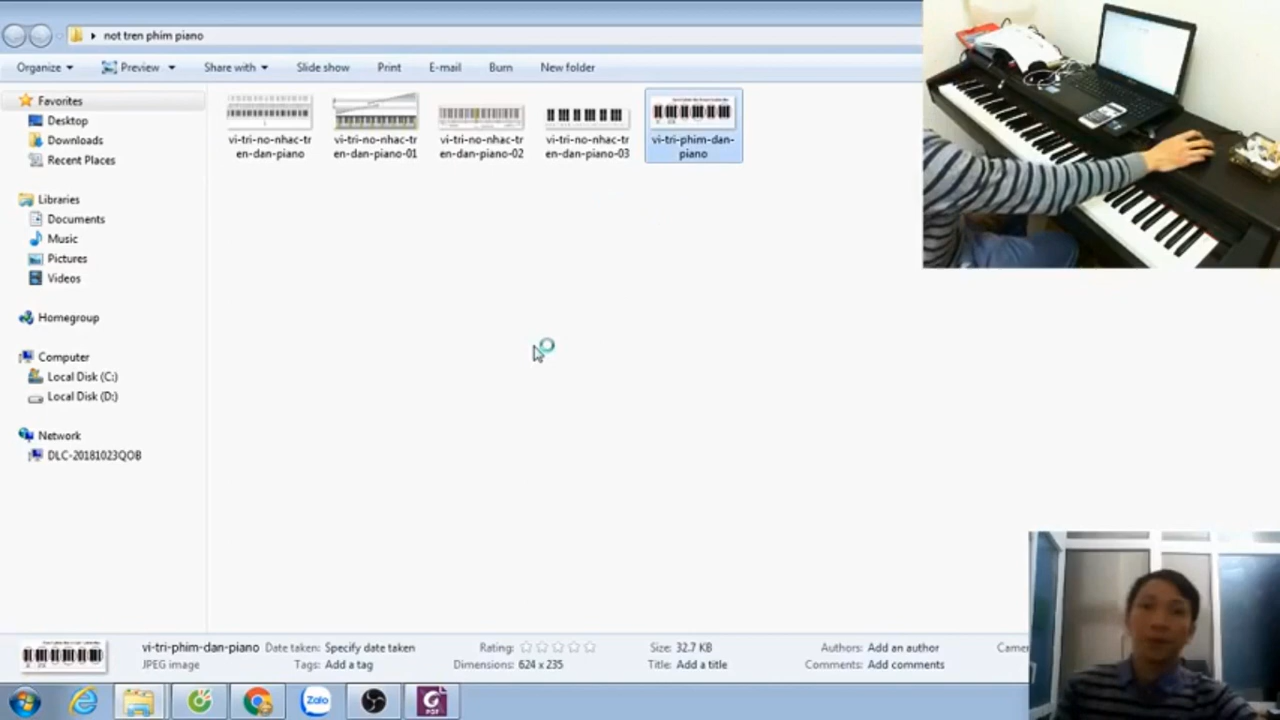 not tren phim piano
Organize
Preview
Share with
Slide show
Print
E-mail
Burn
New folder
Favorites
Desktop
Downloads
Recent Places
Libraries
Documents
Music
Pictures
Videos
Homegroup
Computer
Local Disk (C:)
Local Disk (D:)
Network
DLC-20181023QOB
vi-tri-no-nhac-tr
en-dan-piano
vi-tri-no-nhac-tr
en-dan-piano-01
vi-tri-no-nhac-tr
en-dan-piano-02
vi-tri-no-nhac-tr
en-dan-piano-03
vi-tri-phim-dan-
piano
vi-tri-phim-dan-piano Date taken: Specify date taken Rating: Size: 32.7 KB Authors: Add an author
JPEG image Tags: Add a tag Dimensions: 624 x 235 Title: Add a title Comments: Add comments
Zalo
PDF